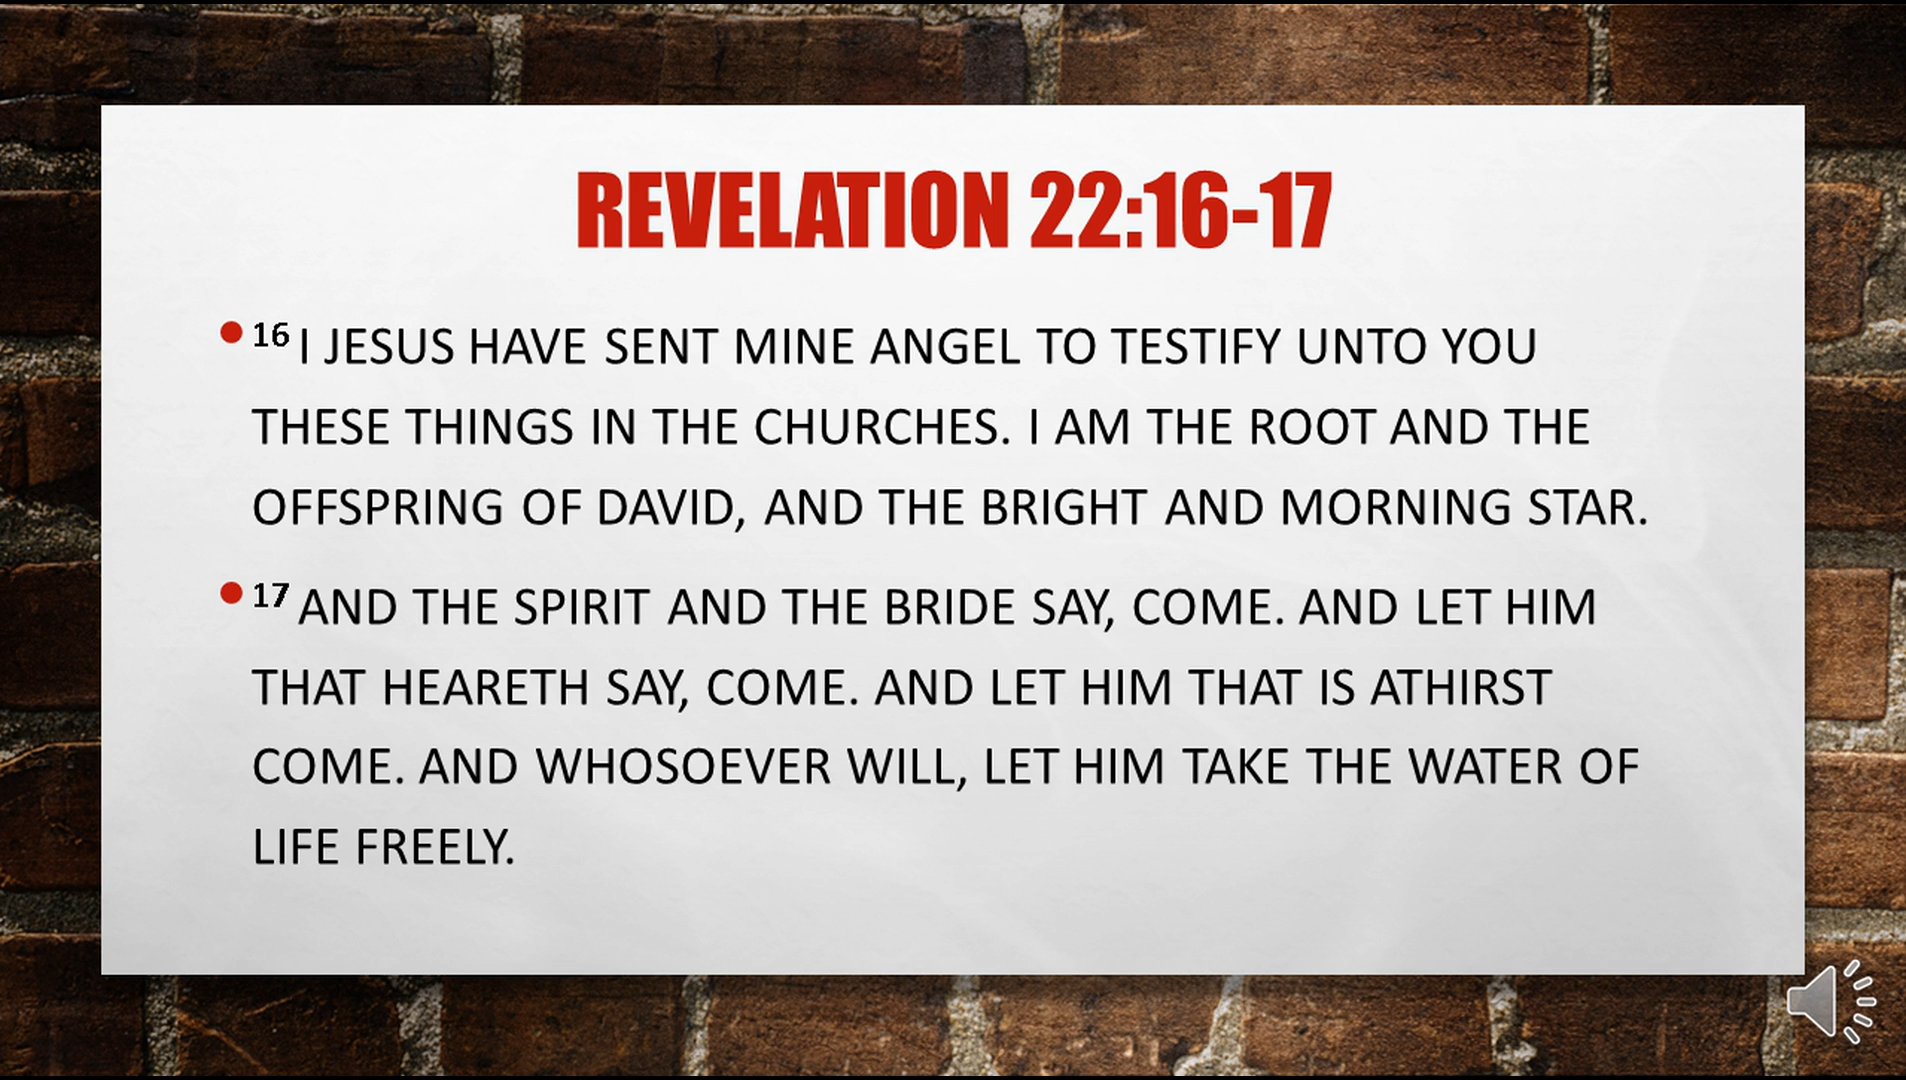 REVELATION 22:16-17
• 16 I JESUS HAVE SENT MINE ANGEL TO TESTIFY UNTO YOU
THESE THINGS IN THE CHURCHES. I AM THE ROOT AND THE
OFFSPRING OF DAVID, AND THE BRIGHT AND MORNING STAR.
• 17 AND THE SPIRIT AND THE BRIDE SAY, COME. AND LET HIM
THAT HEARETH SAY, COME. AND LET HIM THAT IS ATHIRST
COME. AND WHOSOEVER WILL, LET HIM TAKE THE WATER OF
LIFE FREELY.